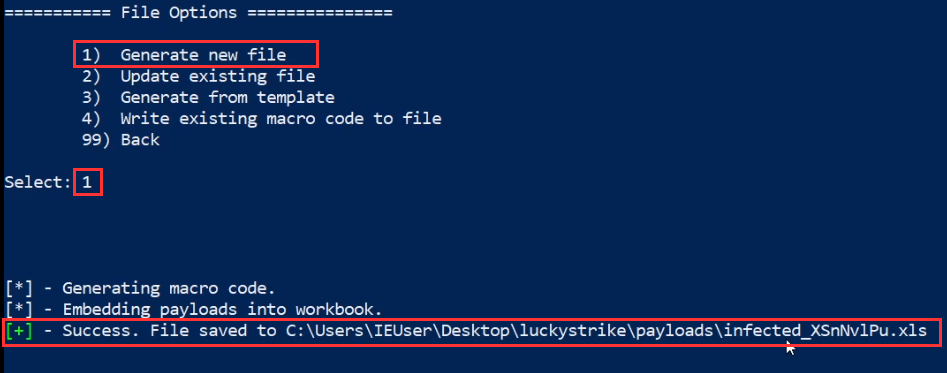 =========== File Options ===============
1) Generate new file
2) Update existing file
3) Generate from template
4) Write existing macro code to file
99) Back
Select: 1
[*] - Generating macro code.
[*] - Embedding payloads into workbook.
[+] - Success. File saved to C:\Users\IEUser\Desktop\luckystrike\payloads\infected_XSnNvlPu.xls